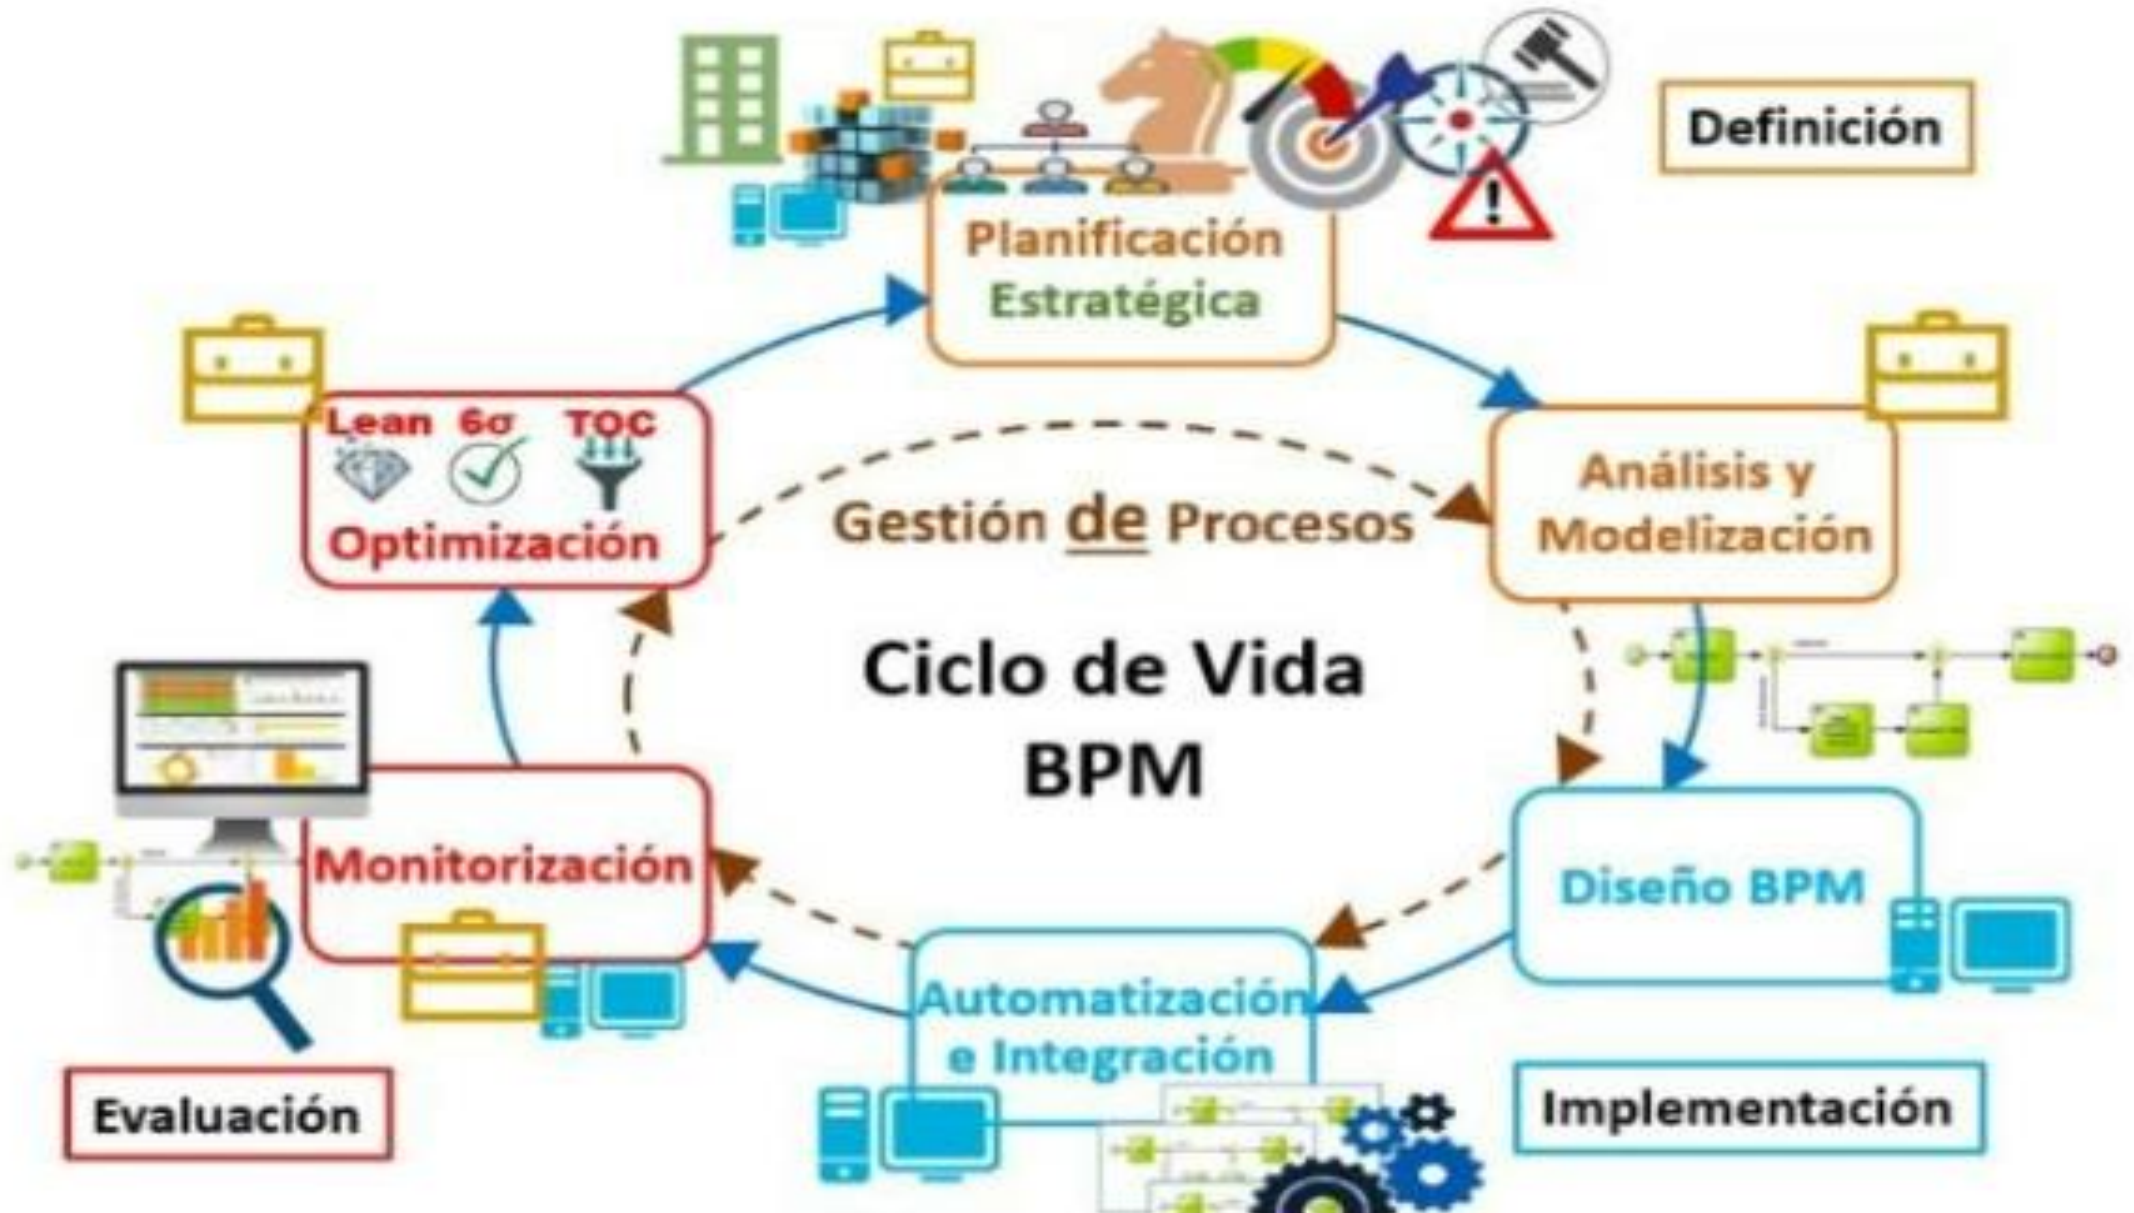 Definición
Planificación
Estratégica
Lean 6σ TOC
Optimización
Análisis y
Modelización
Gestión de Procesos
Ciclo de Vida
BPM
Monitorización
Diseño BPM
Automatización
e Integración
Evaluación
Implementación